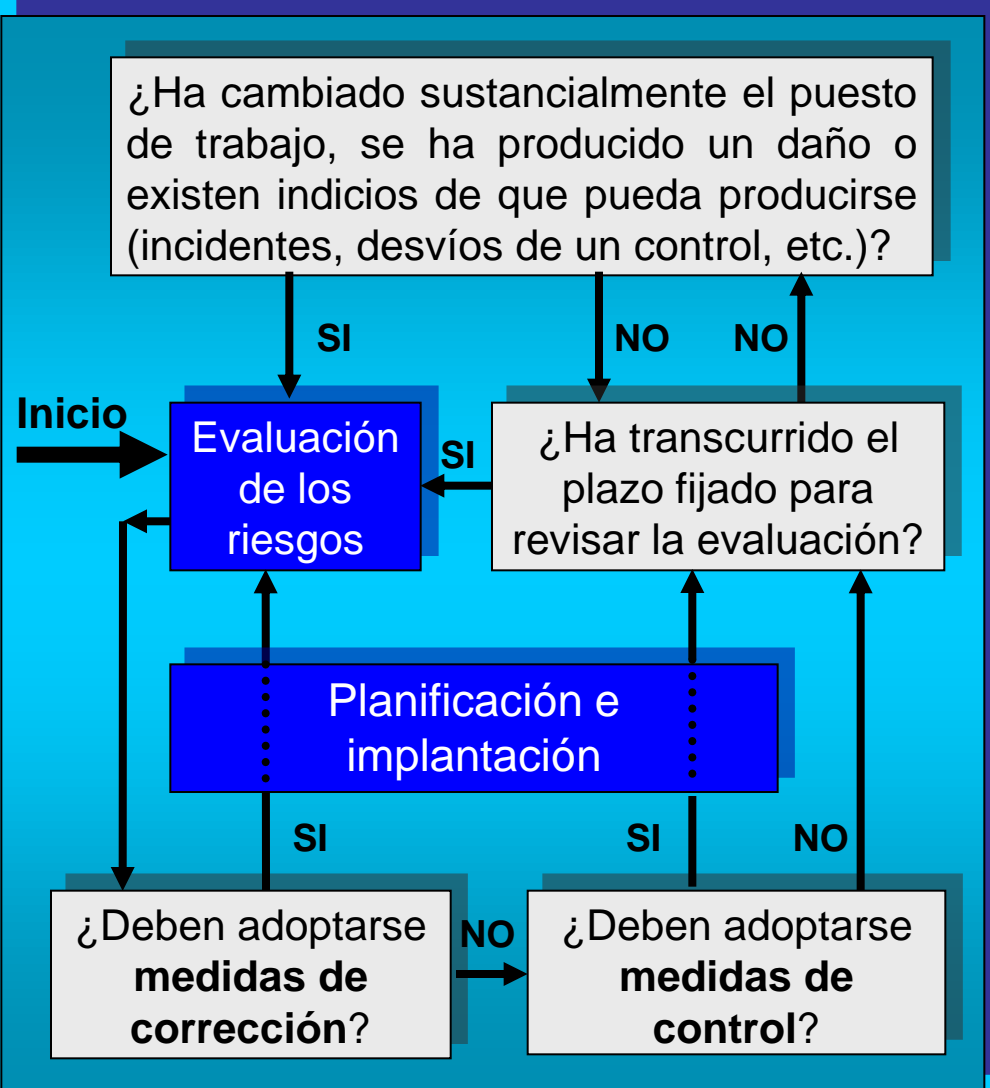 ¿Ha cambiado sustancialmente el puesto
de trabajo, se ha producido un daño o
existen indicios de que pueda producirse
(incidentes, desvíos de un control, etc.)?
SI
NO
NO
Inicio
Evaluación
de los
riesgos
SI
¿Ha transcurrido el
plazo fijado para
revisar la evaluación?
Planificación e
implantación
SI
SI
NO
¿Deben adoptarse
medidas de
corrección?
NO
¿Deben adoptarse
medidas de
control?